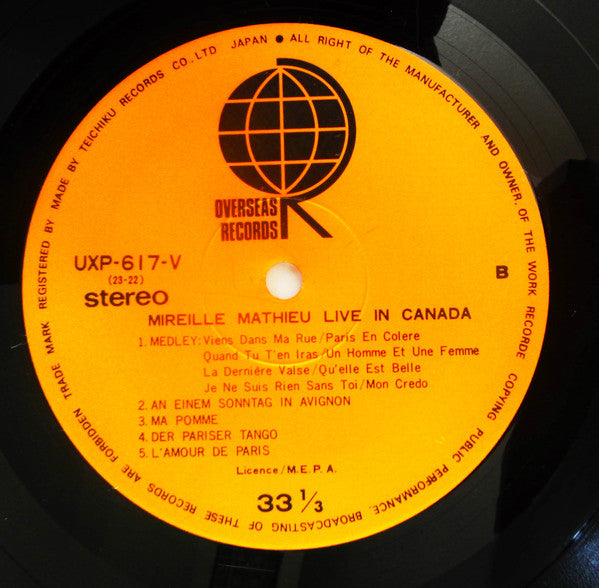 TRADE MARK REGISTERED BY MADE BY TEICHIKU RECORDS CO., LTD JAPAN ● ALL RIGHT OF THE MANUFACTURER AND OWNER, OF THE WORK RECORDE COPYING PUBLIC PERFORMANCE, BROADCASTING OF THESE RECORDS ARE FORBIDDEN
R
OVERSEAS
RECORDS
UXP-617-V
(23-22)
stereo
B
MIREILLE MATHIEU LIVE IN CANADA
1. MEDLEY: Viens Dans Ma Rue/Paris En Colere
Quand Tu T'en Iras/Un Homme Et Une Femme
La Dernière Valse/Qu'elle Est Belle
Je Ne Suis Rien Sans Toi/Mon Credo
2. AN EINEM SONNTAG IN AVIGNON
3. MA POMME
4. DER PARISER TANGO
5. L'AMOUR DE PARIS
Licence/M.E.P.A.
33 1/3